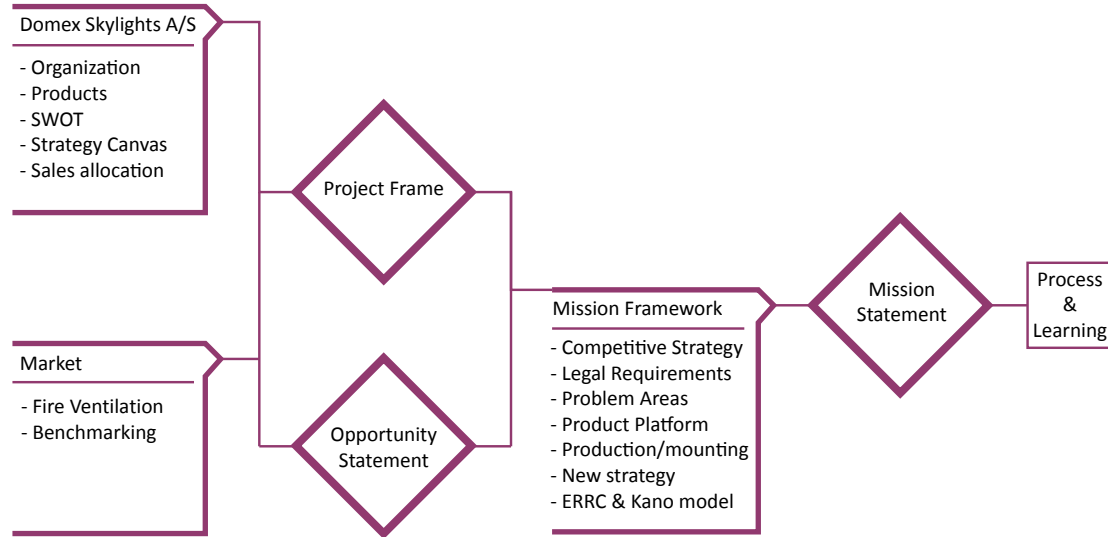 Domex Skylights A/S
- Organization
- Products
- SWOT
- Strategy Canvas
- Sales allocation
Market
- Fire Ventilation
- Benchmarking
Project Frame
Opportunity
Statement
Mission Framework
- Competitive Strategy
- Legal Requirements
- Problem Areas
- Product Platform
- Production/mounting
- New strategy
- ERRC & Kano model
Mission
Statement
Process
&
Learning